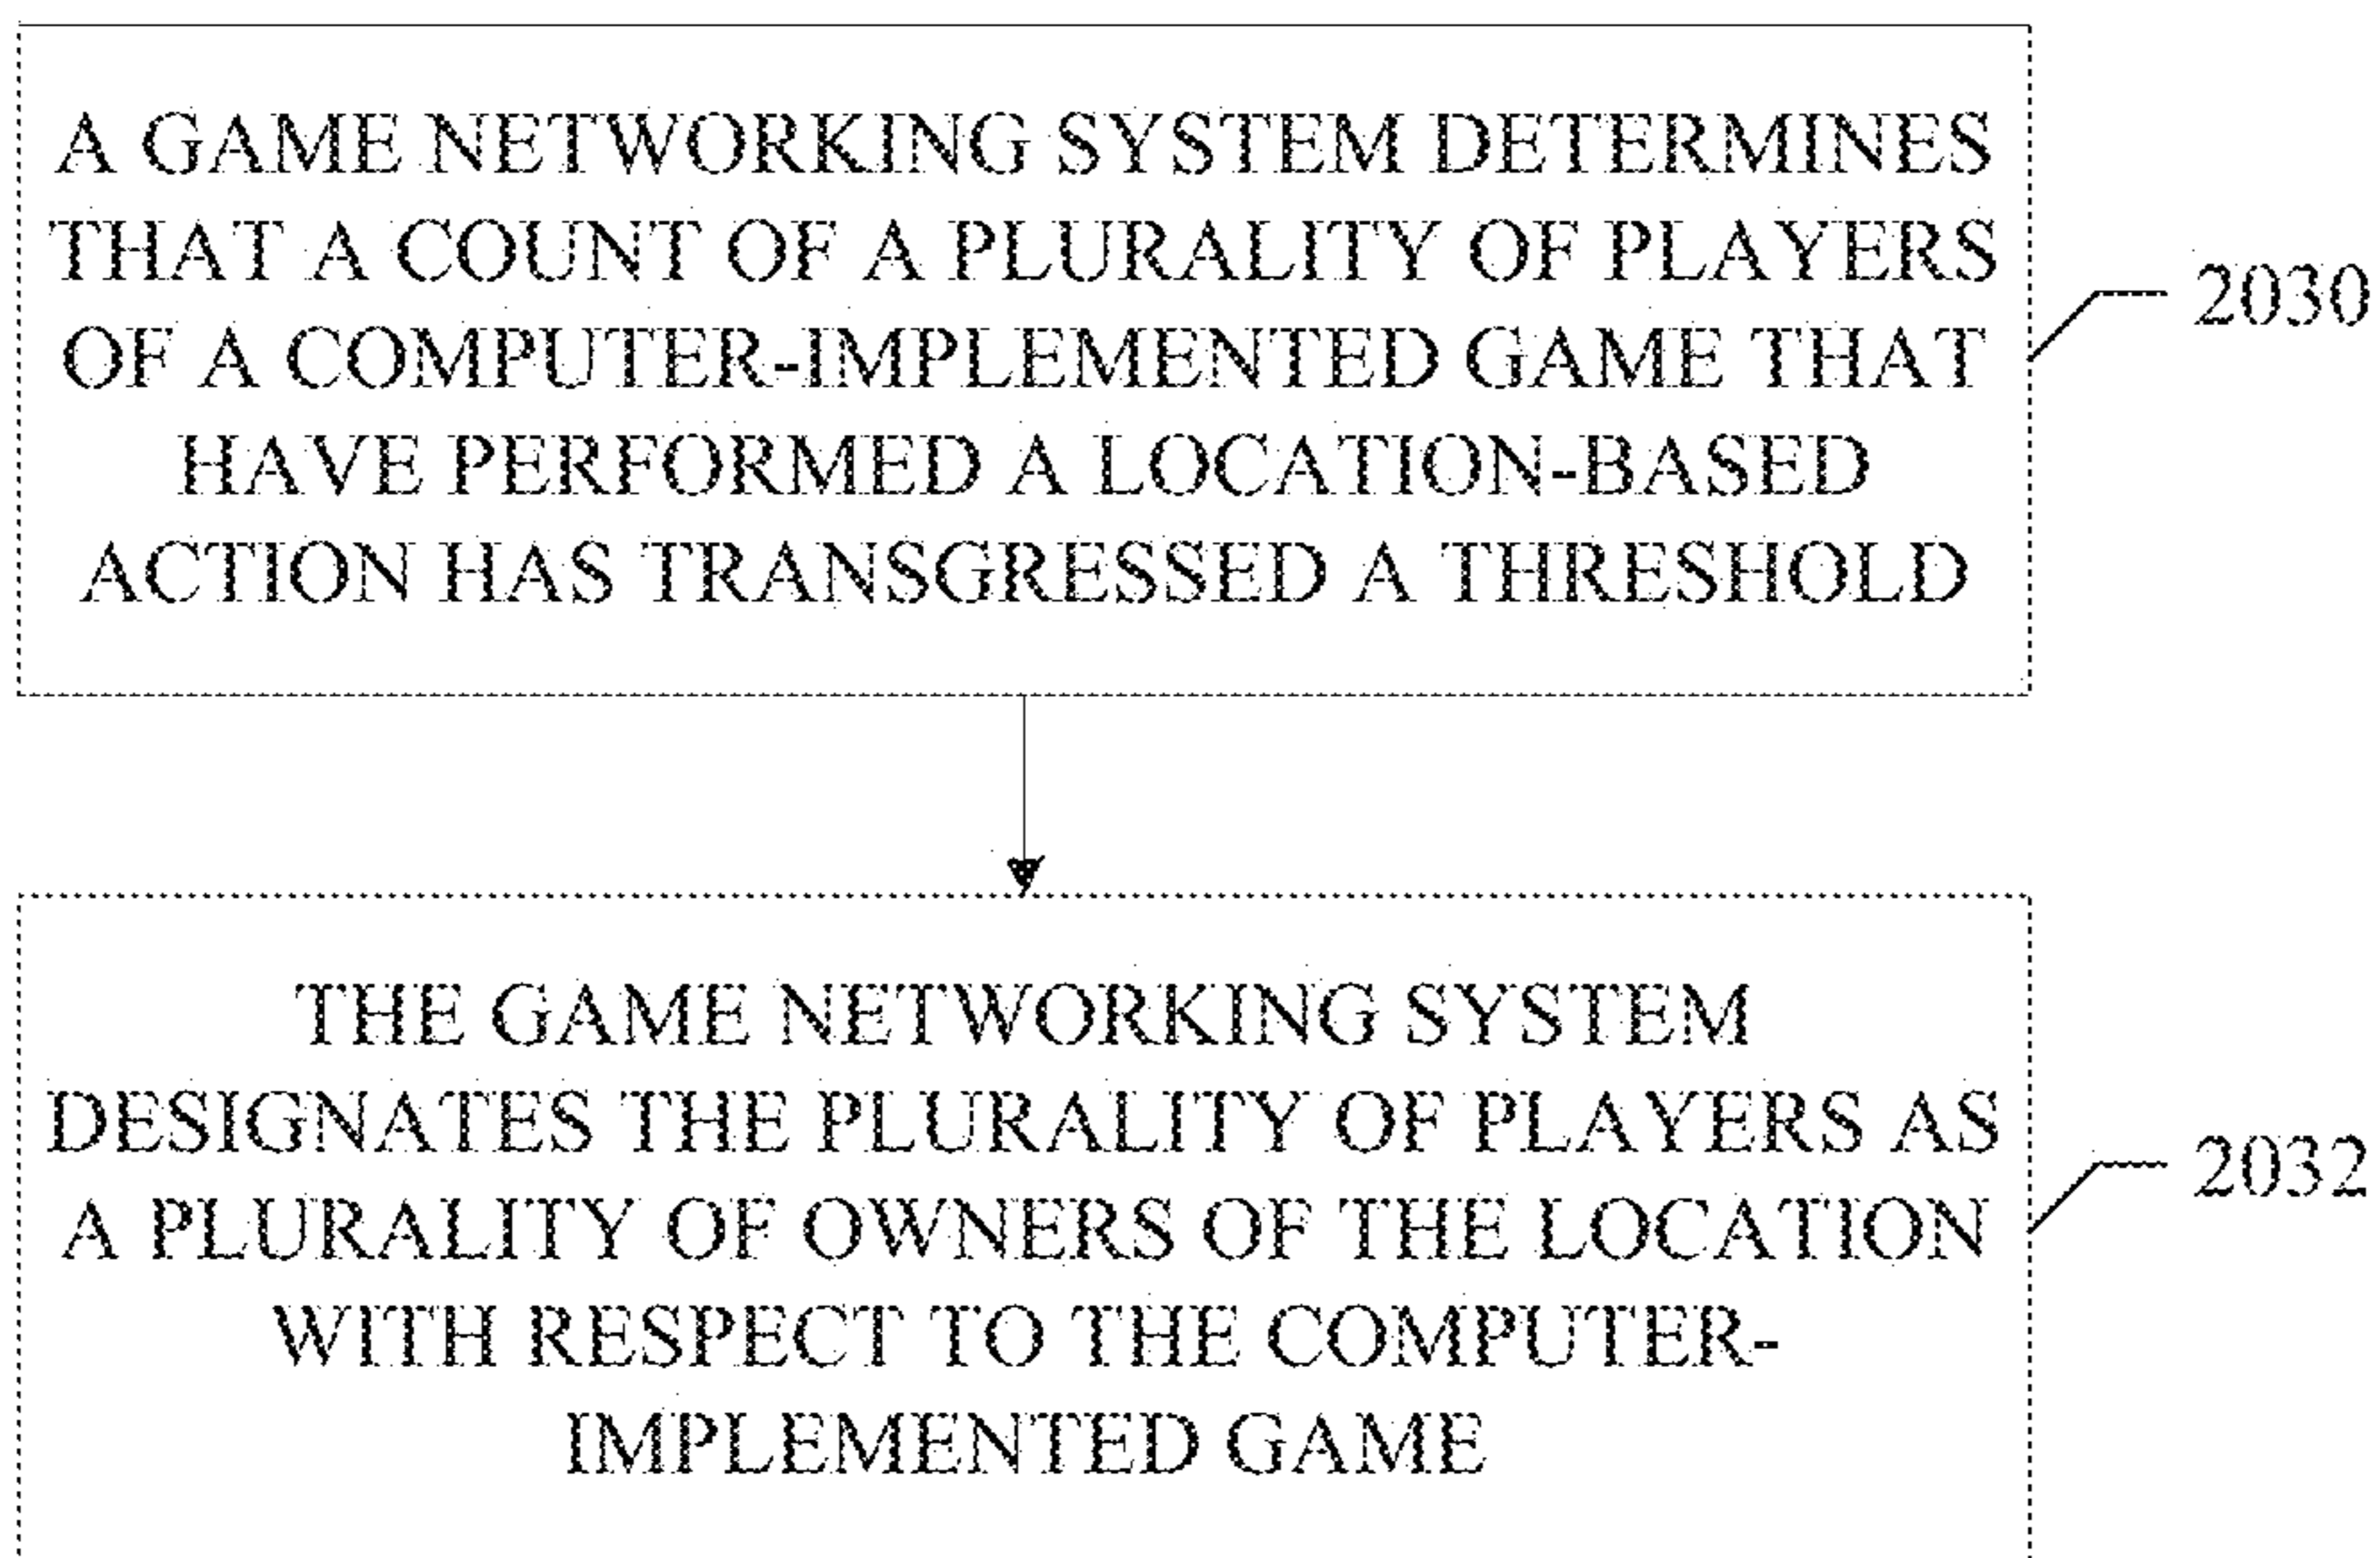 A GAME NETWORKING SYSTEM DETERMINES
THAT A COUNT OF A PLURALITY OF PLAYERS
OF A COMPUTER-IMPLEMENTED GAME THAT
HAVE PERFORMED A LOCATION-BASED
ACTION HAS TRANSGRESSED A THRESHOLD
2030
THE GAME NETWORKING SYSTEM
DESIGNATES THE PLURALITY OF PLAYERS AS
A PLURALITY OF OWNERS OF THE LOCATION
WITH RESPECT TO THE COMPUTER-
IMPLEMENTED GAME
2032